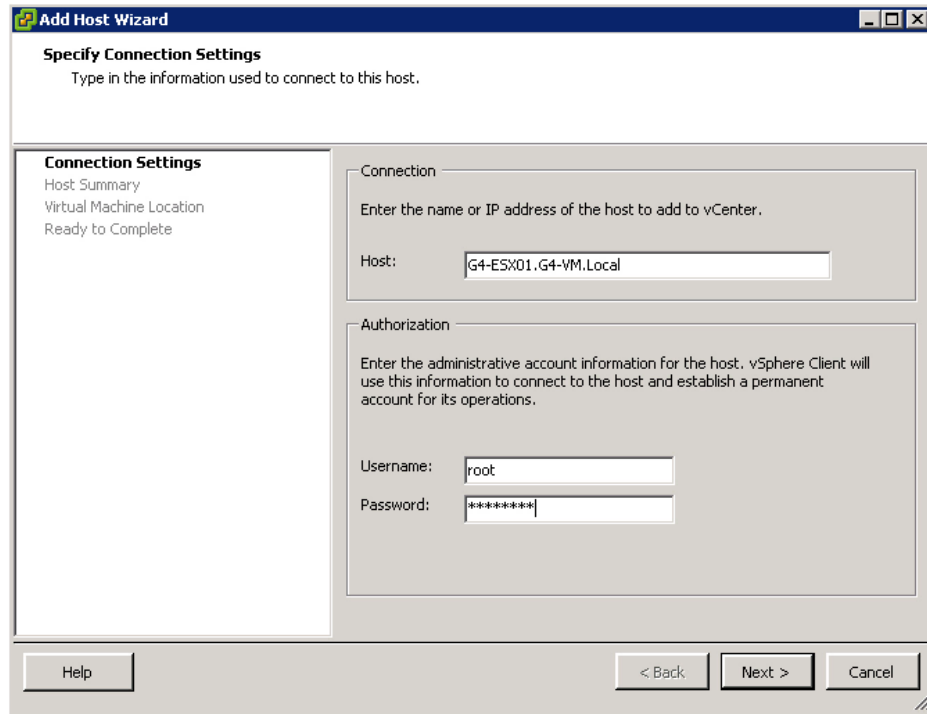 Add Host Wizard
Specify Connection Settings
Type in the information used to connect to this host.
Connection Settings
Host Summary
Virtual Machine Location
Ready to Complete
Connection
Enter the name or IP address of the host to add to vCenter.
Host: G4-ESX01.G4-VM.Local
Authorization
Enter the administrative account information for the host. vSphere Client will
use this information to connect to the host and establish a permanent
account for its operations.
Username: root
Password: ********
Help
< Back Next > Cancel